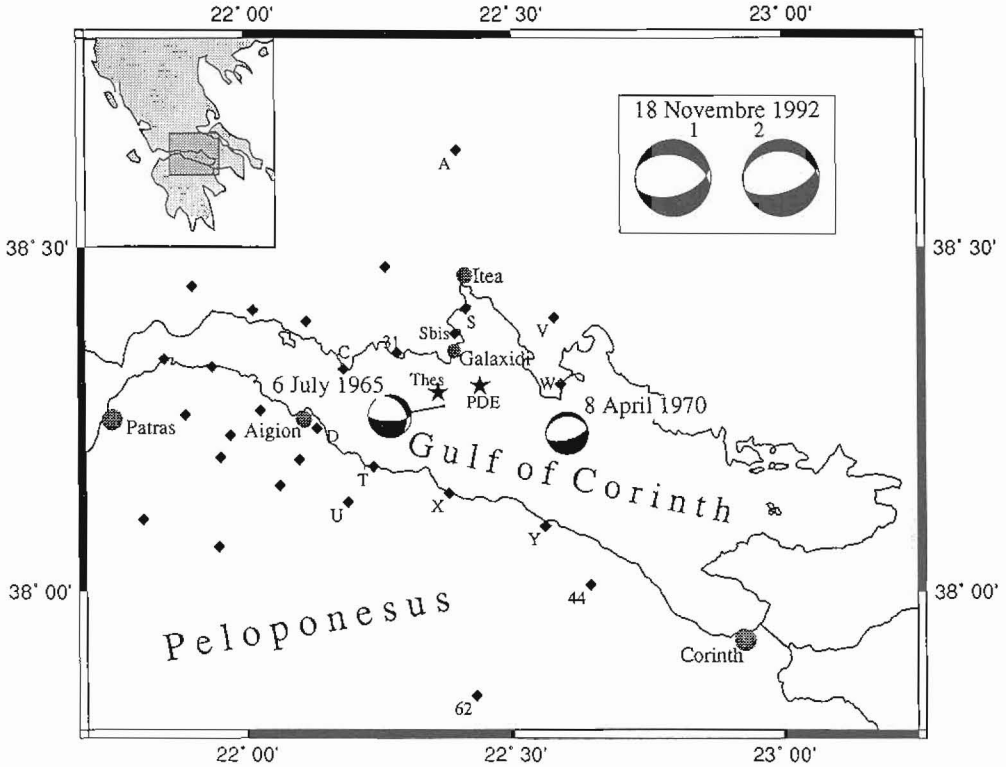 22° 00'
22° 30'
23° 00'
18 Novembre 1992
1
2
A
38° 30'
38° 30'
Itea
S
Sbis
V
31
C
Galaxidi
Thes
W
6 July 1965
PDE
8 April 1970
Patras
Aigion
D
Gulf of Corinth
T
U
X
Y
38° 00'
38° 00'
44
Peloponesus
Corinth
62
22° 00'
22° 30'
23° 00'